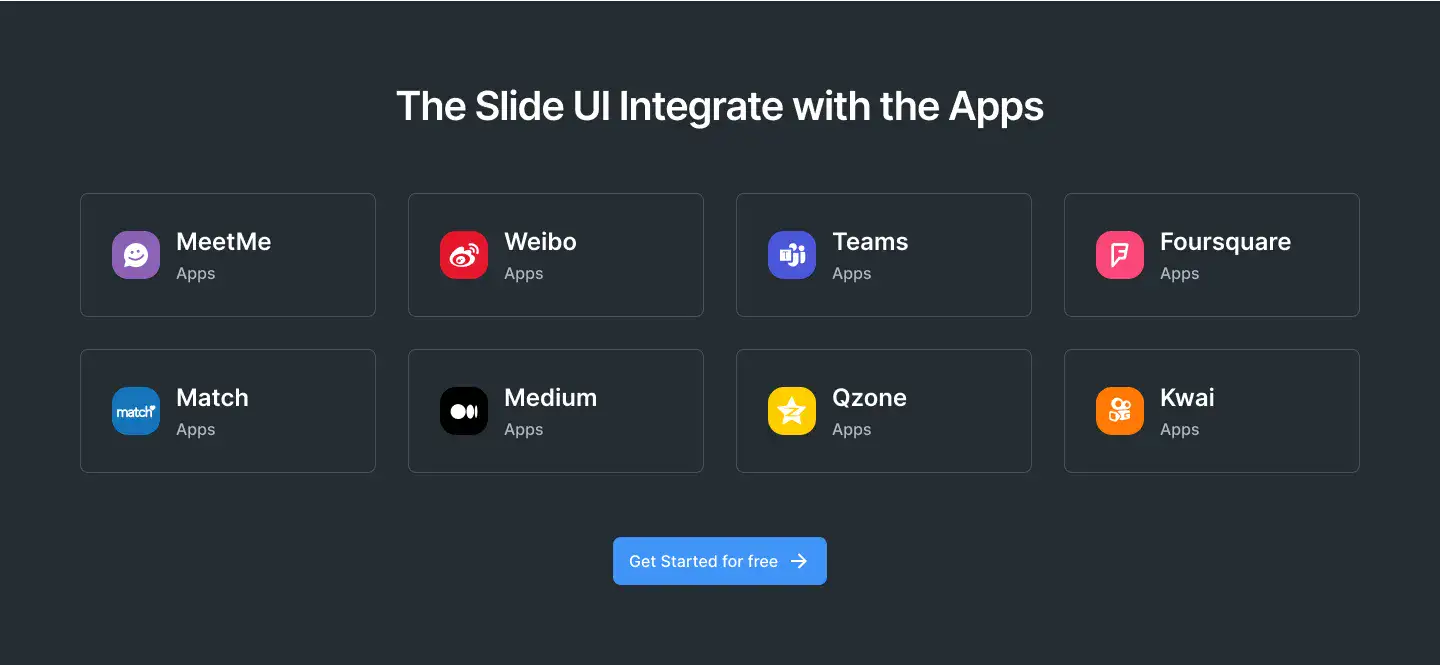 The Slide UI Integrate with the Apps
MeetMe
Apps
Weibo
Apps
Teams
Apps
Foursquare
Apps
match
Match
Apps
Medium
Apps
Qzone
Apps
Kwai
Apps
Get Started for free